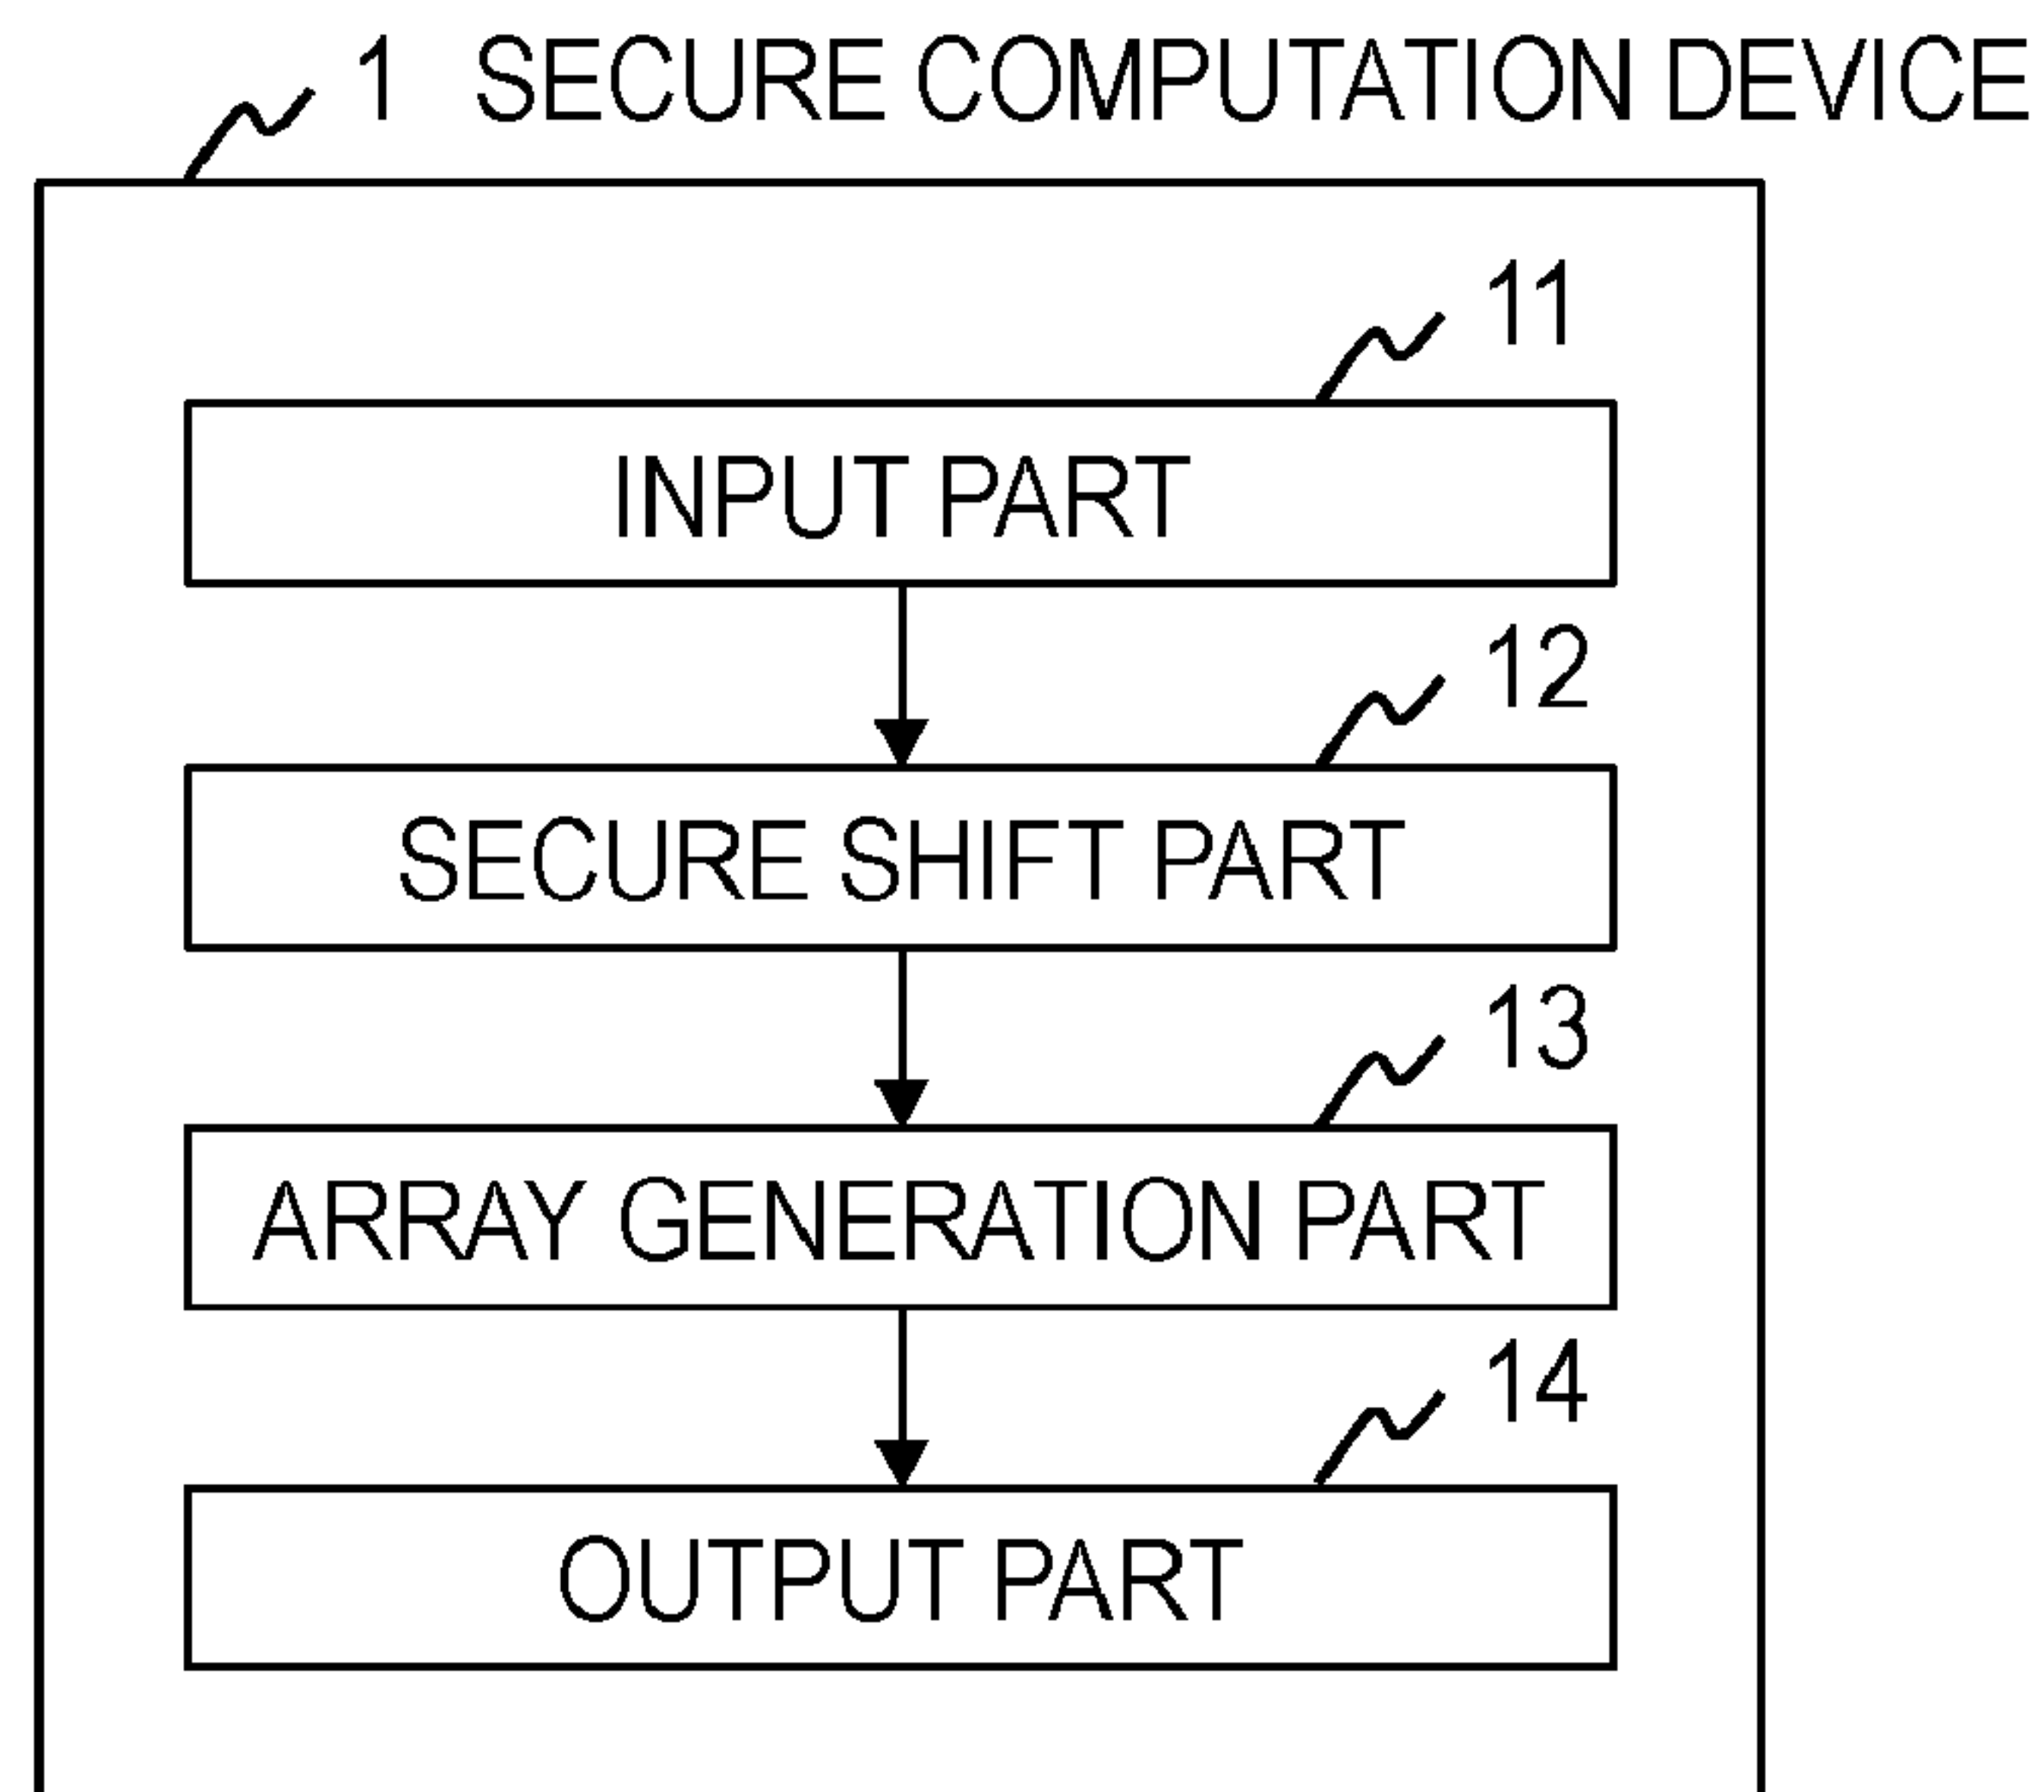 1 SECURE COMPUTATION DEVICE
11
INPUT PART
12
SECURE SHIFT PART
13
ARRAY GENERATION PART
14
OUTPUT PART